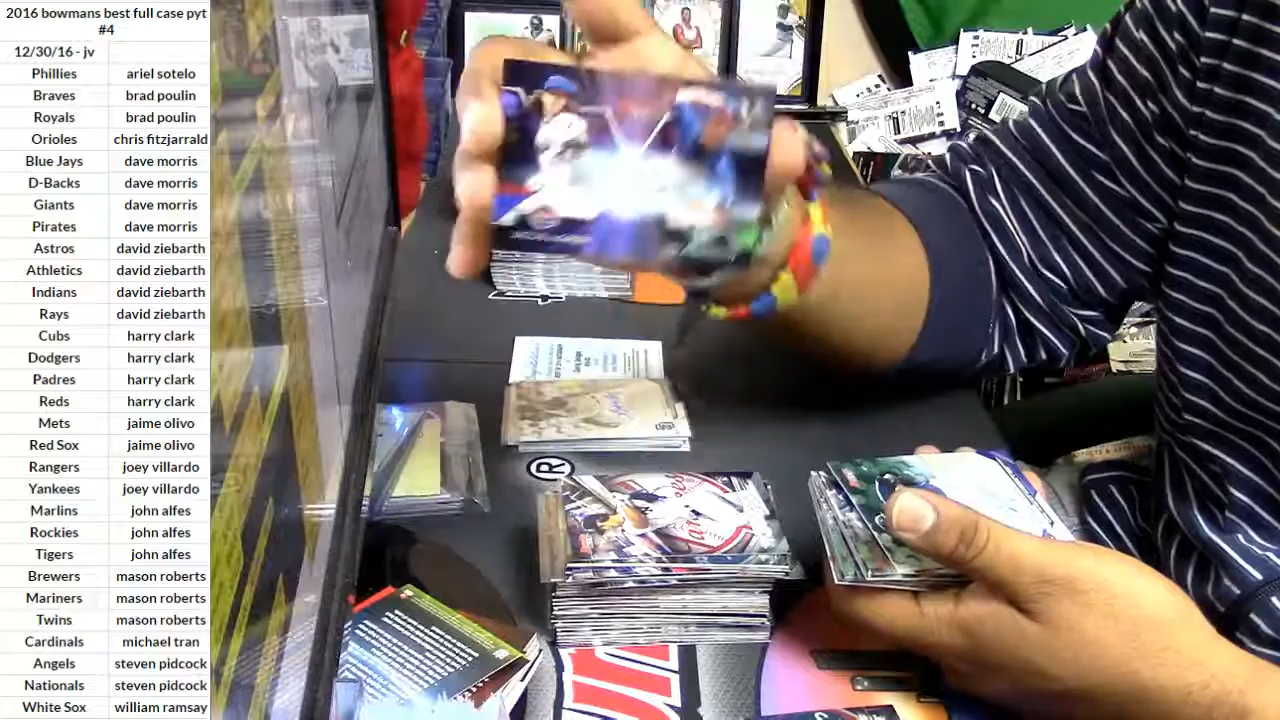 2016 bowmans best full case pyt
#4
12/30/16 - jv
Phillies ariel sotelo
Braves brad poulin
Royals brad poulin
Orioles chris fitzjarrald
Blue Jays dave morris
D-Backs dave morris
Giants dave morris
Pirates dave morris
Astros david ziebarth
Athletics david ziebarth
Indians david ziebarth
Rays david ziebarth
Cubs harry clark
Dodgers harry clark
Padres harry clark
Reds harry clark
Mets jaime olivo
Red Sox jaime olivo
Rangers joey villardo
Yankees joey villardo
Marlins john alfes
Rockies john alfes
Tigers john alfes
Brewers mason roberts
Mariners mason roberts
Twins mason roberts
Cardinals michael tran
Angels steven pidcock
Nationals steven pidcock
White Sox william ramsay
®